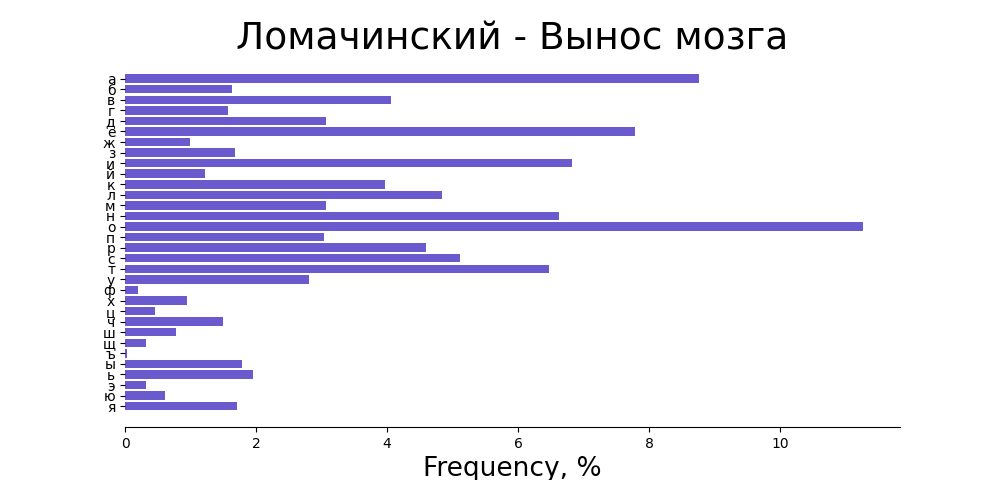 Ломачинский - Вынос мозга
а
б
в
г
д
е
ж
з
и
й
к
л
м
н
о
п
р
с
т
у
ф
х
ц
ч
ш
щ
ъ
ы
ь
э
ю
я
0 2 4 6 8 10
Frequency, %